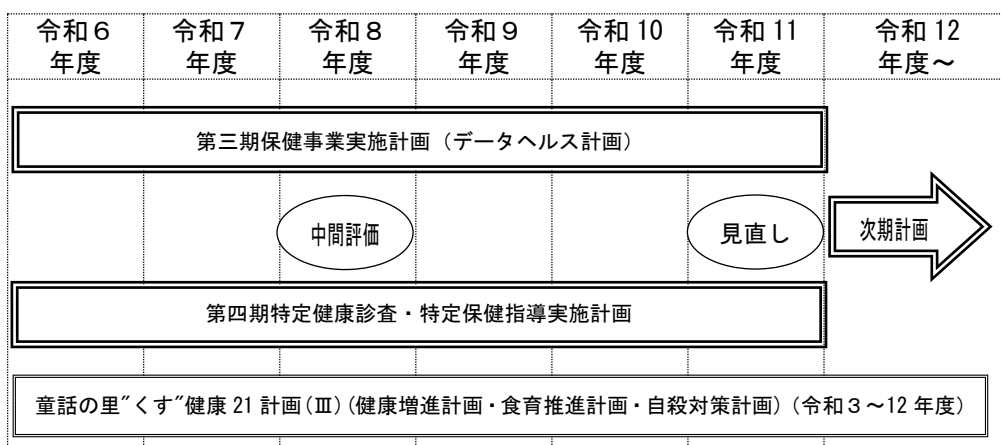 令和６ 令和７ 令和８ 令和９ 令和 10 令和 11 令和 12
年度 年度 年度 年度 年度 年度 年度～
第三期保健事業実施計画（データヘルス計画）
中間評価 見直し 次期計画
第四期特定健康診査・特定保健指導実施計画
童話の里”くす”健康 21 計画(Ⅲ)（健康増進計画・食育推進計画・自殺対策計画）（令和３～12 年度）